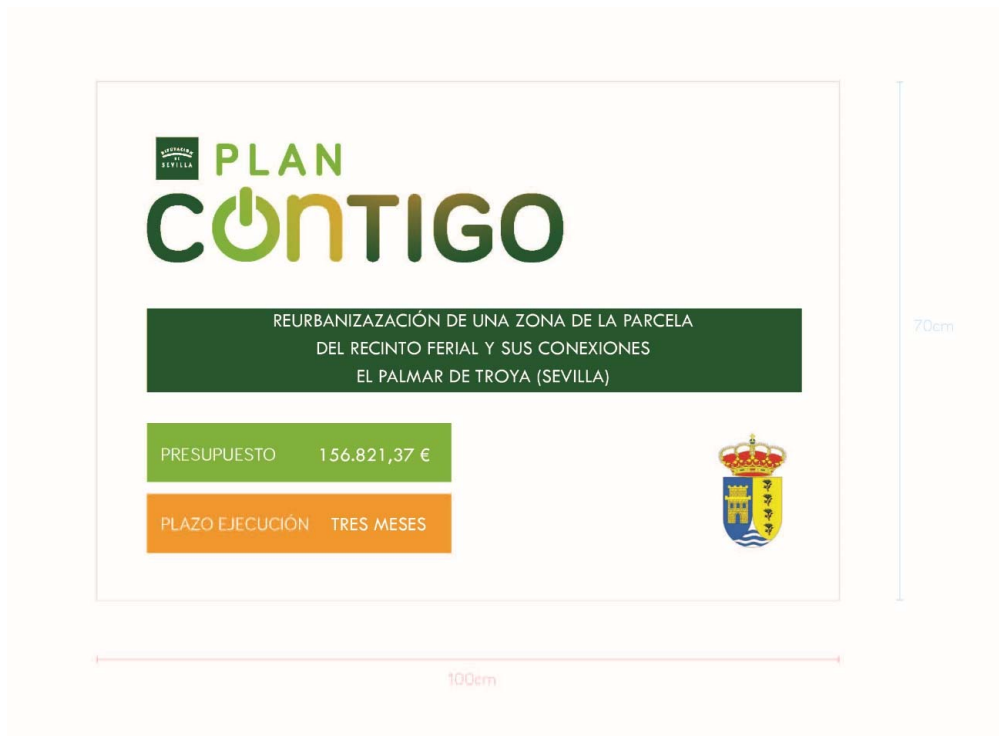 DIPUTACIÓN
DE
SEVILLA
PLAN
CONTIGO
REURBANIZAZACIÓN DE UNA ZONA DE LA PARCELA
DEL RECINTO FERIAL Y SUS CONEXIONES
EL PALMAR DE TROYA (SEVILLA)
PRESUPUESTO 156.821,37 €
PLAZO EJECUCIÓN TRES MESES
70cm
100cm